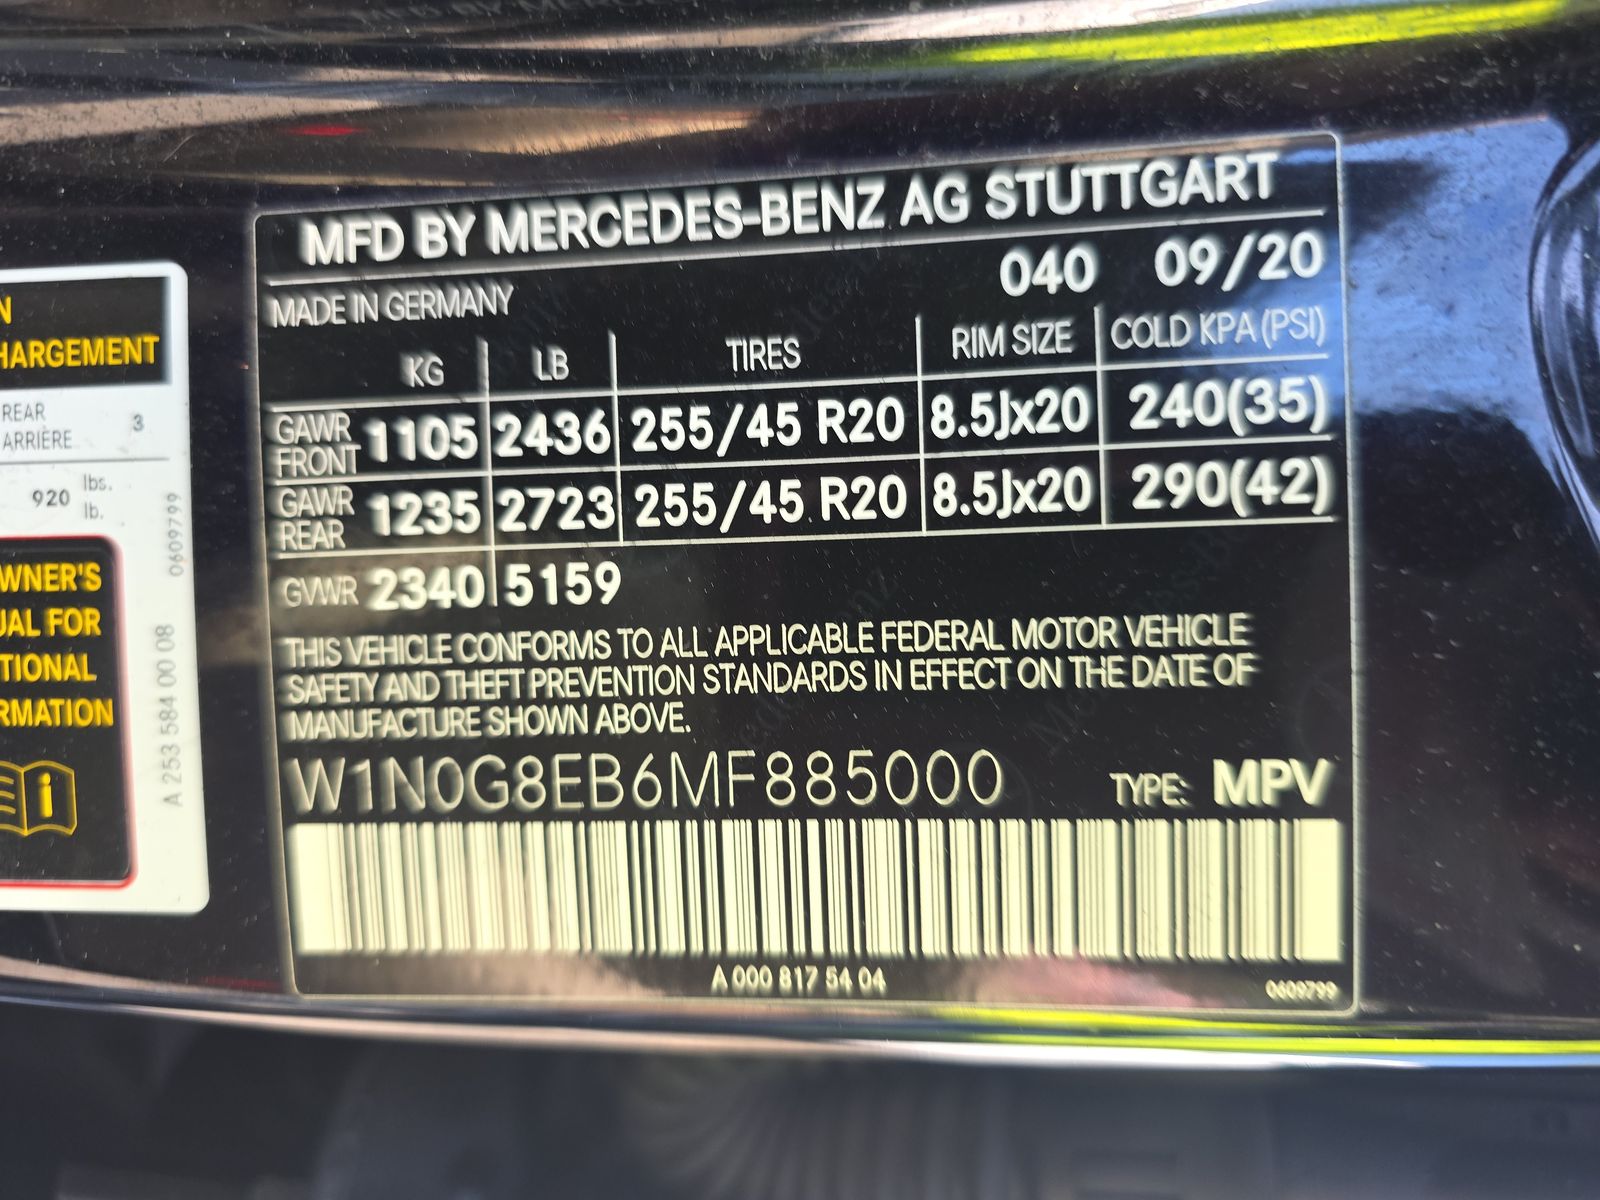 N
HARGEMENT
REAR
ARRIÈRE
3
920 lbs.
lb.
WNER'S
UAL FOR
TIONAL
RMATION
A 253 584 00 08
0609799
MFD BY MERCEDES-BENZ AG STUTTGART
040 09/20
MADE IN GERMANY
KG LB TIRES RIM SIZE COLD KPA (PSI)
GAWR FRONT 1105 2436 255/45 R20 8.5Jx20 240(35)
GAWR REAR 1235 2723 255/45 R20 8.5Jx20 290(42)
GVWR 2340 5159
THIS VEHICLE CONFORMS TO ALL APPLICABLE FEDERAL MOTOR VEHICLE
SAFETY AND THEFT PREVENTION STANDARDS IN EFFECT ON THE DATE OF
MANUFACTURE SHOWN ABOVE.
W1N0G8EB6MF885000 TYPE: MPV
A 000 817 54 04
0609799